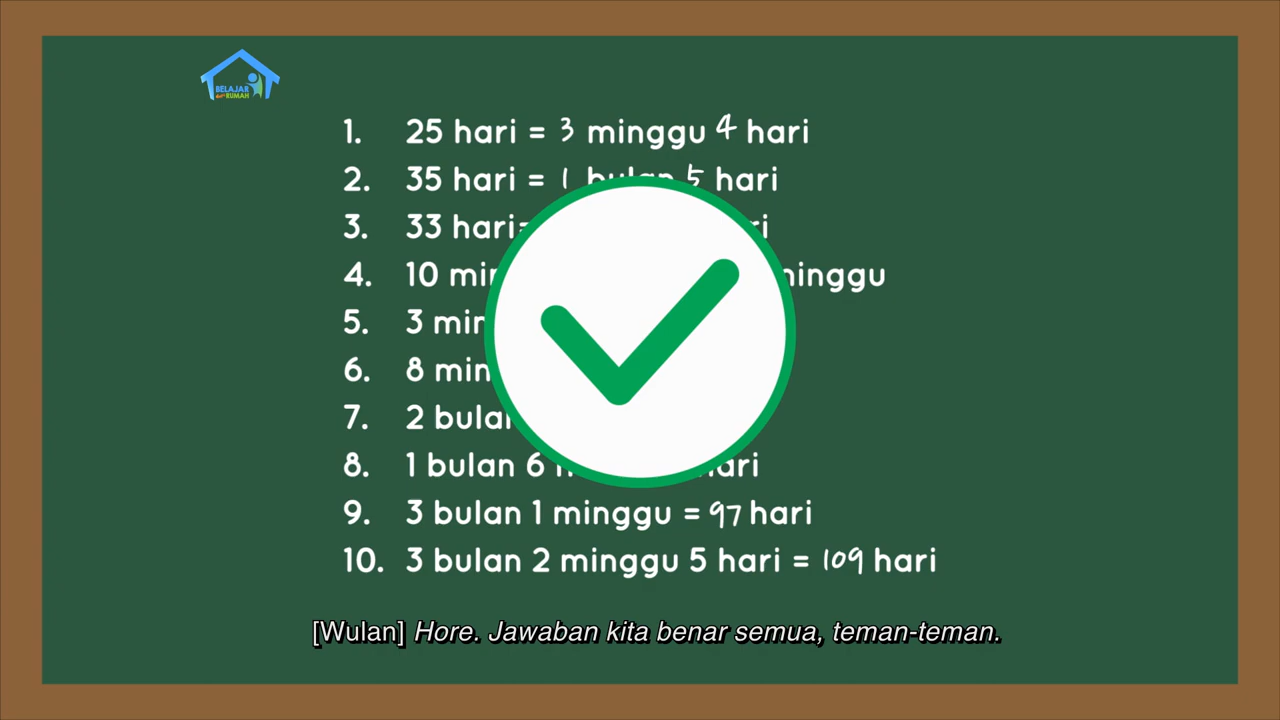 BELAJAR
dari RUMAH
1. 25 hari = 3 minggu 4 hari
2. 35 hari = 1 bulan 5 hari
3. 33 hari=
4. 10 minggu
5. 3
6. 8
7. 2 bulan
8. 1 bulan 6 hari
9. 3 bulan 1 minggu = 97 hari
10. 3 bulan 2 minggu 5 hari = 109 hari
[Wulan] Hore. Jawaban kita benar semua, teman-teman.